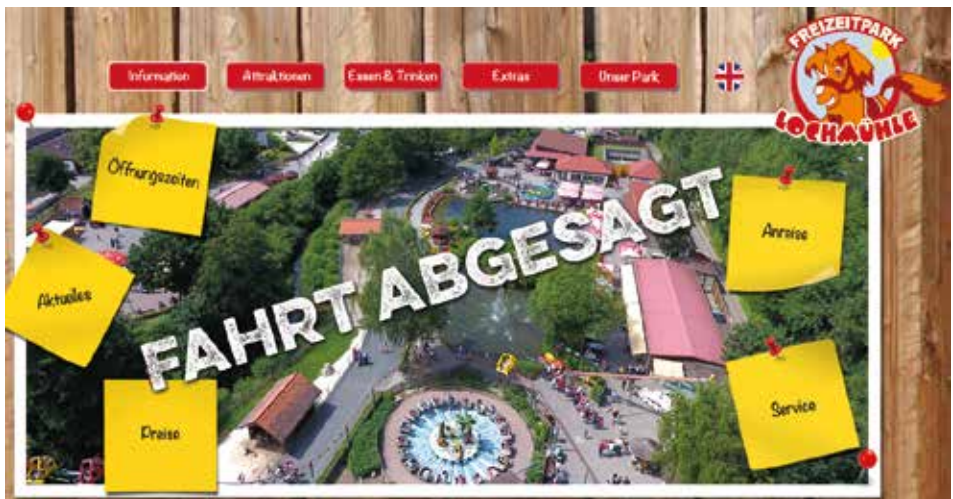 FREIZEITPARK
LOCHMÜHLE
Information
Attraktionen
Essen & Trinken
Extras
Unser Park
Öffnungszeiten
Aktuelles
Preise
FAHRT ABGESAGT
Anreise
Service